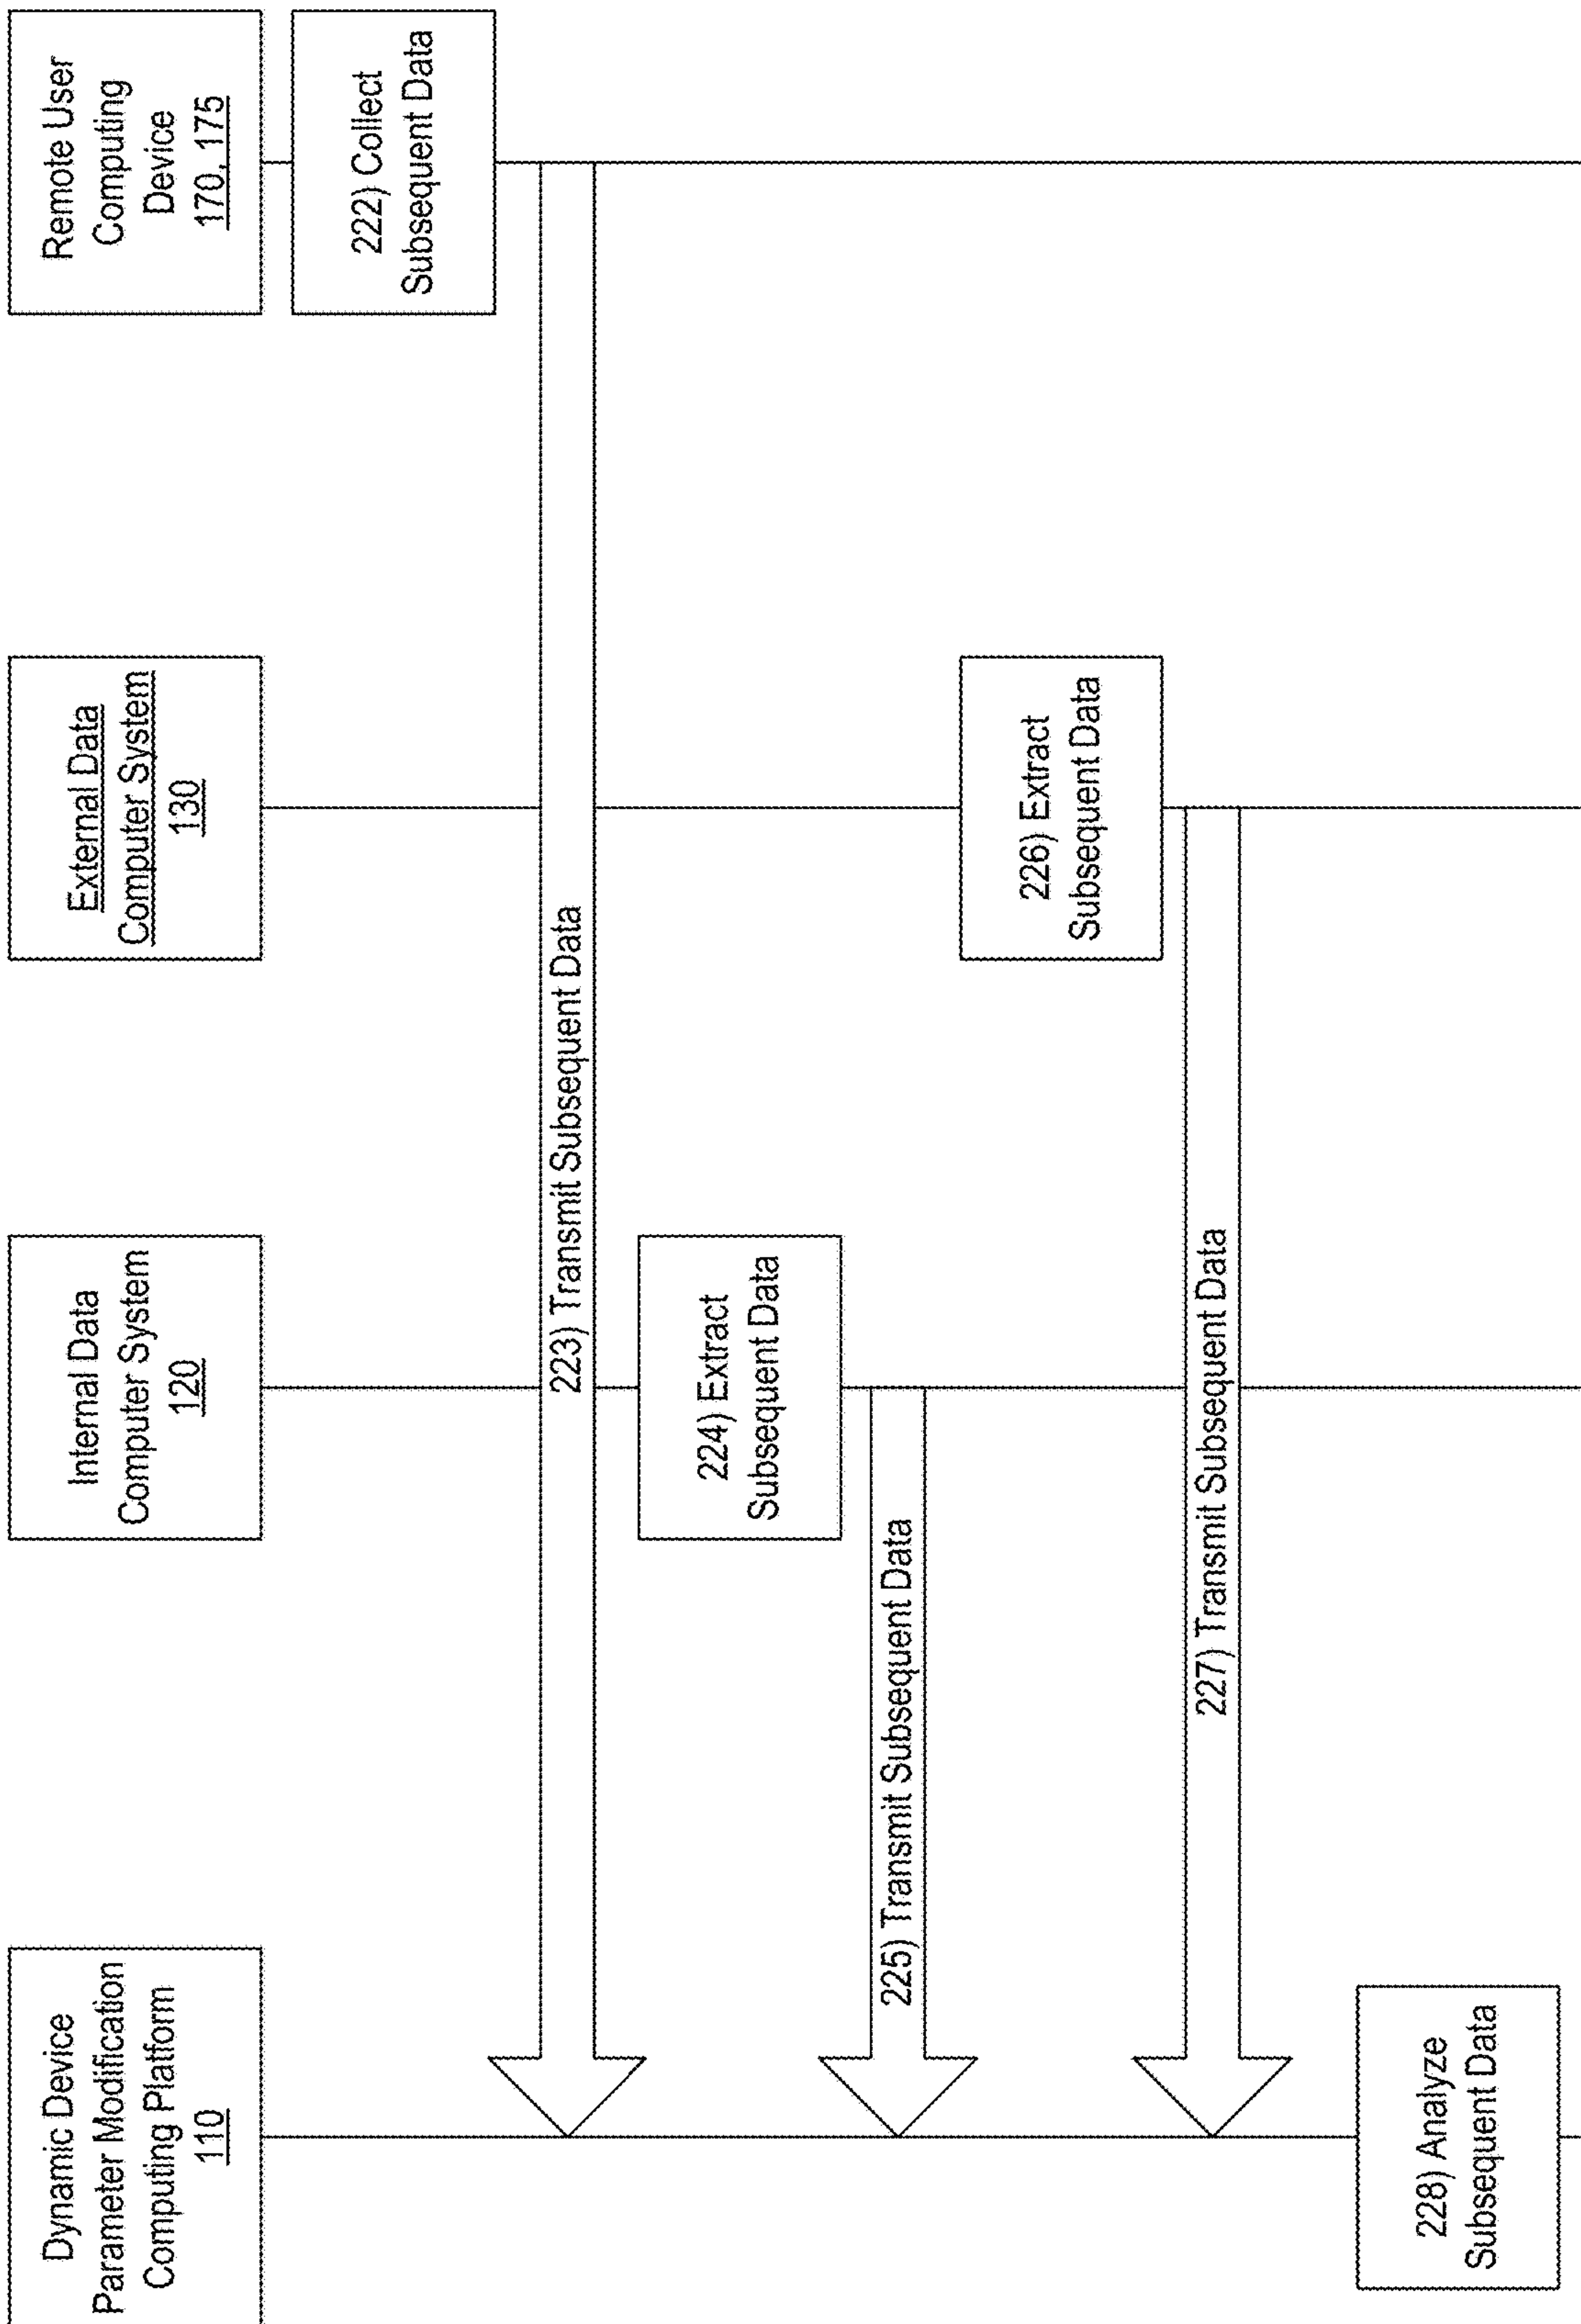 Dynamic Device
Parameter Modification
Computing Platform
110
Internal Data
Computer System
120
External Data
Computer System
130
Remote User
Computing
Device
170, 175
222) Collect
Subsequent Data
223) Transmit Subsequent Data
224) Extract
Subsequent Data
225) Transmit Subsequent Data
226) Extract
Subsequent Data
227) Transmit Subsequent Data
228) Analyze
Subsequent Data